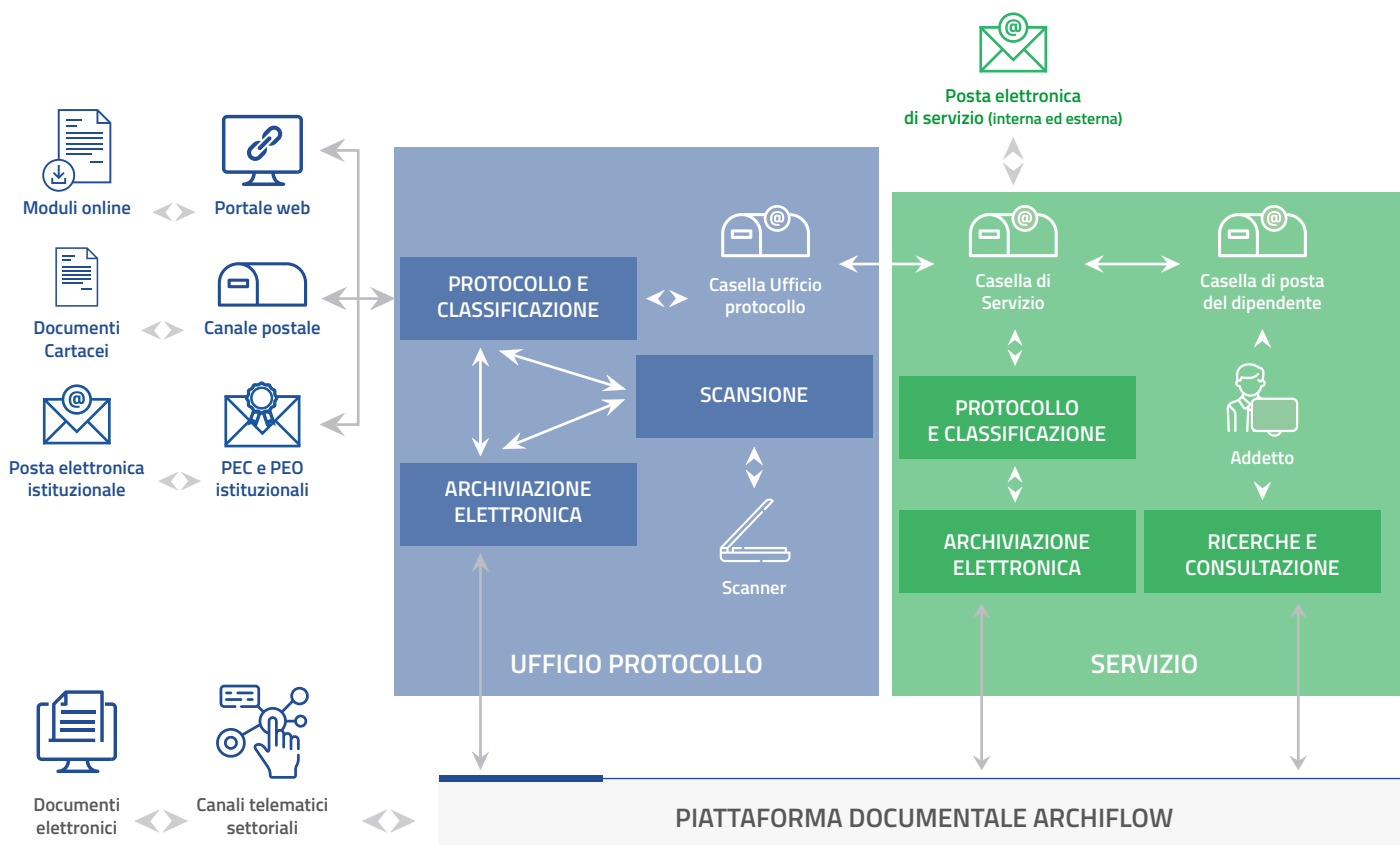 @
Posta elettronica
di servizio (interna ed esterna)
Moduli online
Portale web
Documenti
Cartacei
Canale postale
@
Posta elettronica
istituzionale
PEC e PEO
istituzionali
PROTOCOLLO E
CLASSIFICAZIONE
@
Casella Ufficio
protocollo
SCANSIONE
ARCHIVIAZIONE
ELETTRONICA
Scanner
UFFICIO PROTOCOLLO
@
Casella di
Servizio
@
Casella di posta
del dipendente
PROTOCOLLO
E CLASSIFICAZIONE
Addetto
ARCHIVIAZIONE
ELETTRONICA
RICERCHE E
CONSULTAZIONE
SERVIZIO
Documenti
elettronici
Canali telematici
settoriali
PIATTAFORMA DOCUMENTALE ARCHIFLOW